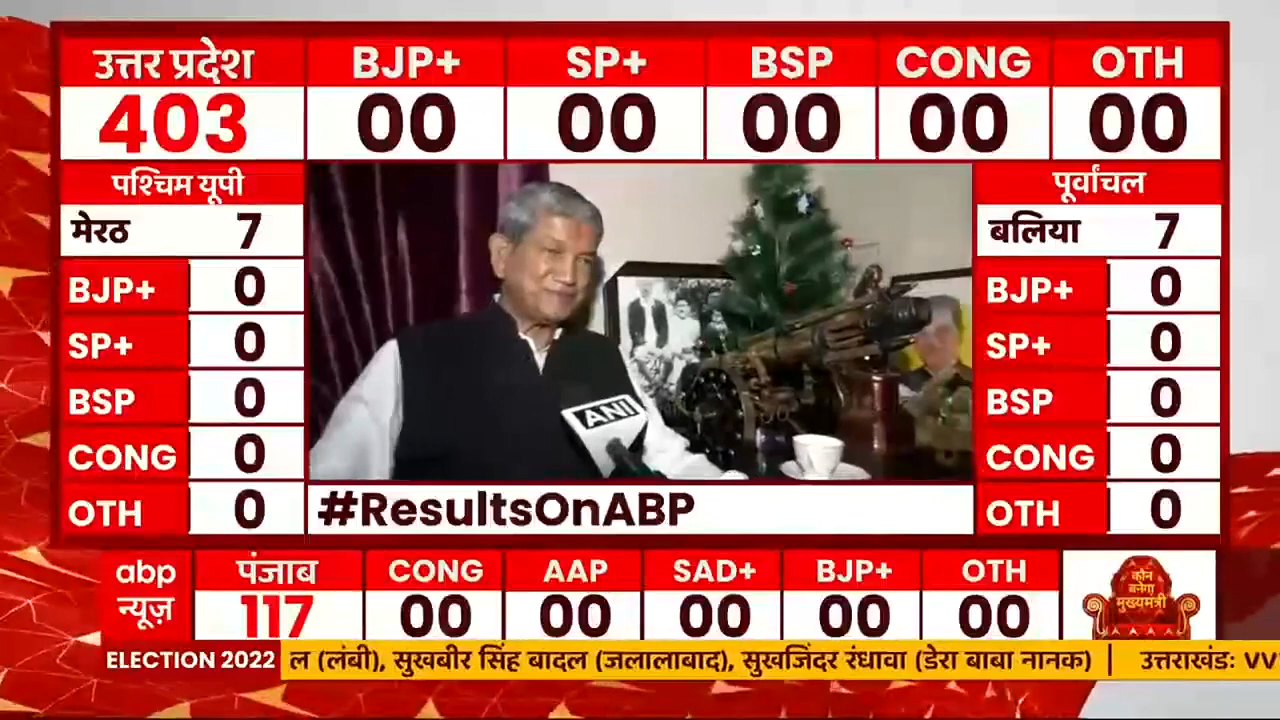 उत्तर प्रदेश BJP+ SP+ BSP CONG OTH
403 00 00 00 00 00
पश्चिम यूपी
मेरठ 7
BJP+ 0
SP+ 0
BSP 0
CONG 0
OTH 0
ANI
#ResultsOnABP
पूर्वांचल
बलिया 7
BJP+ 0
SP+ 0
BSP 0
CONG 0
OTH 0
abp
न्यूज़
पंजाब CONG AAP SAD+ BJP+ OTH
117 00 00 00 00 00
कौन
बनेगा
मुख्यमंत्री
ELECTION 2022 ल (लंबी), सुखबीर सिंह बादल (जलालाबाद), सुखजिंदर रंधावा (डेरा बाबा नानक) | उत्तराखंड: VV